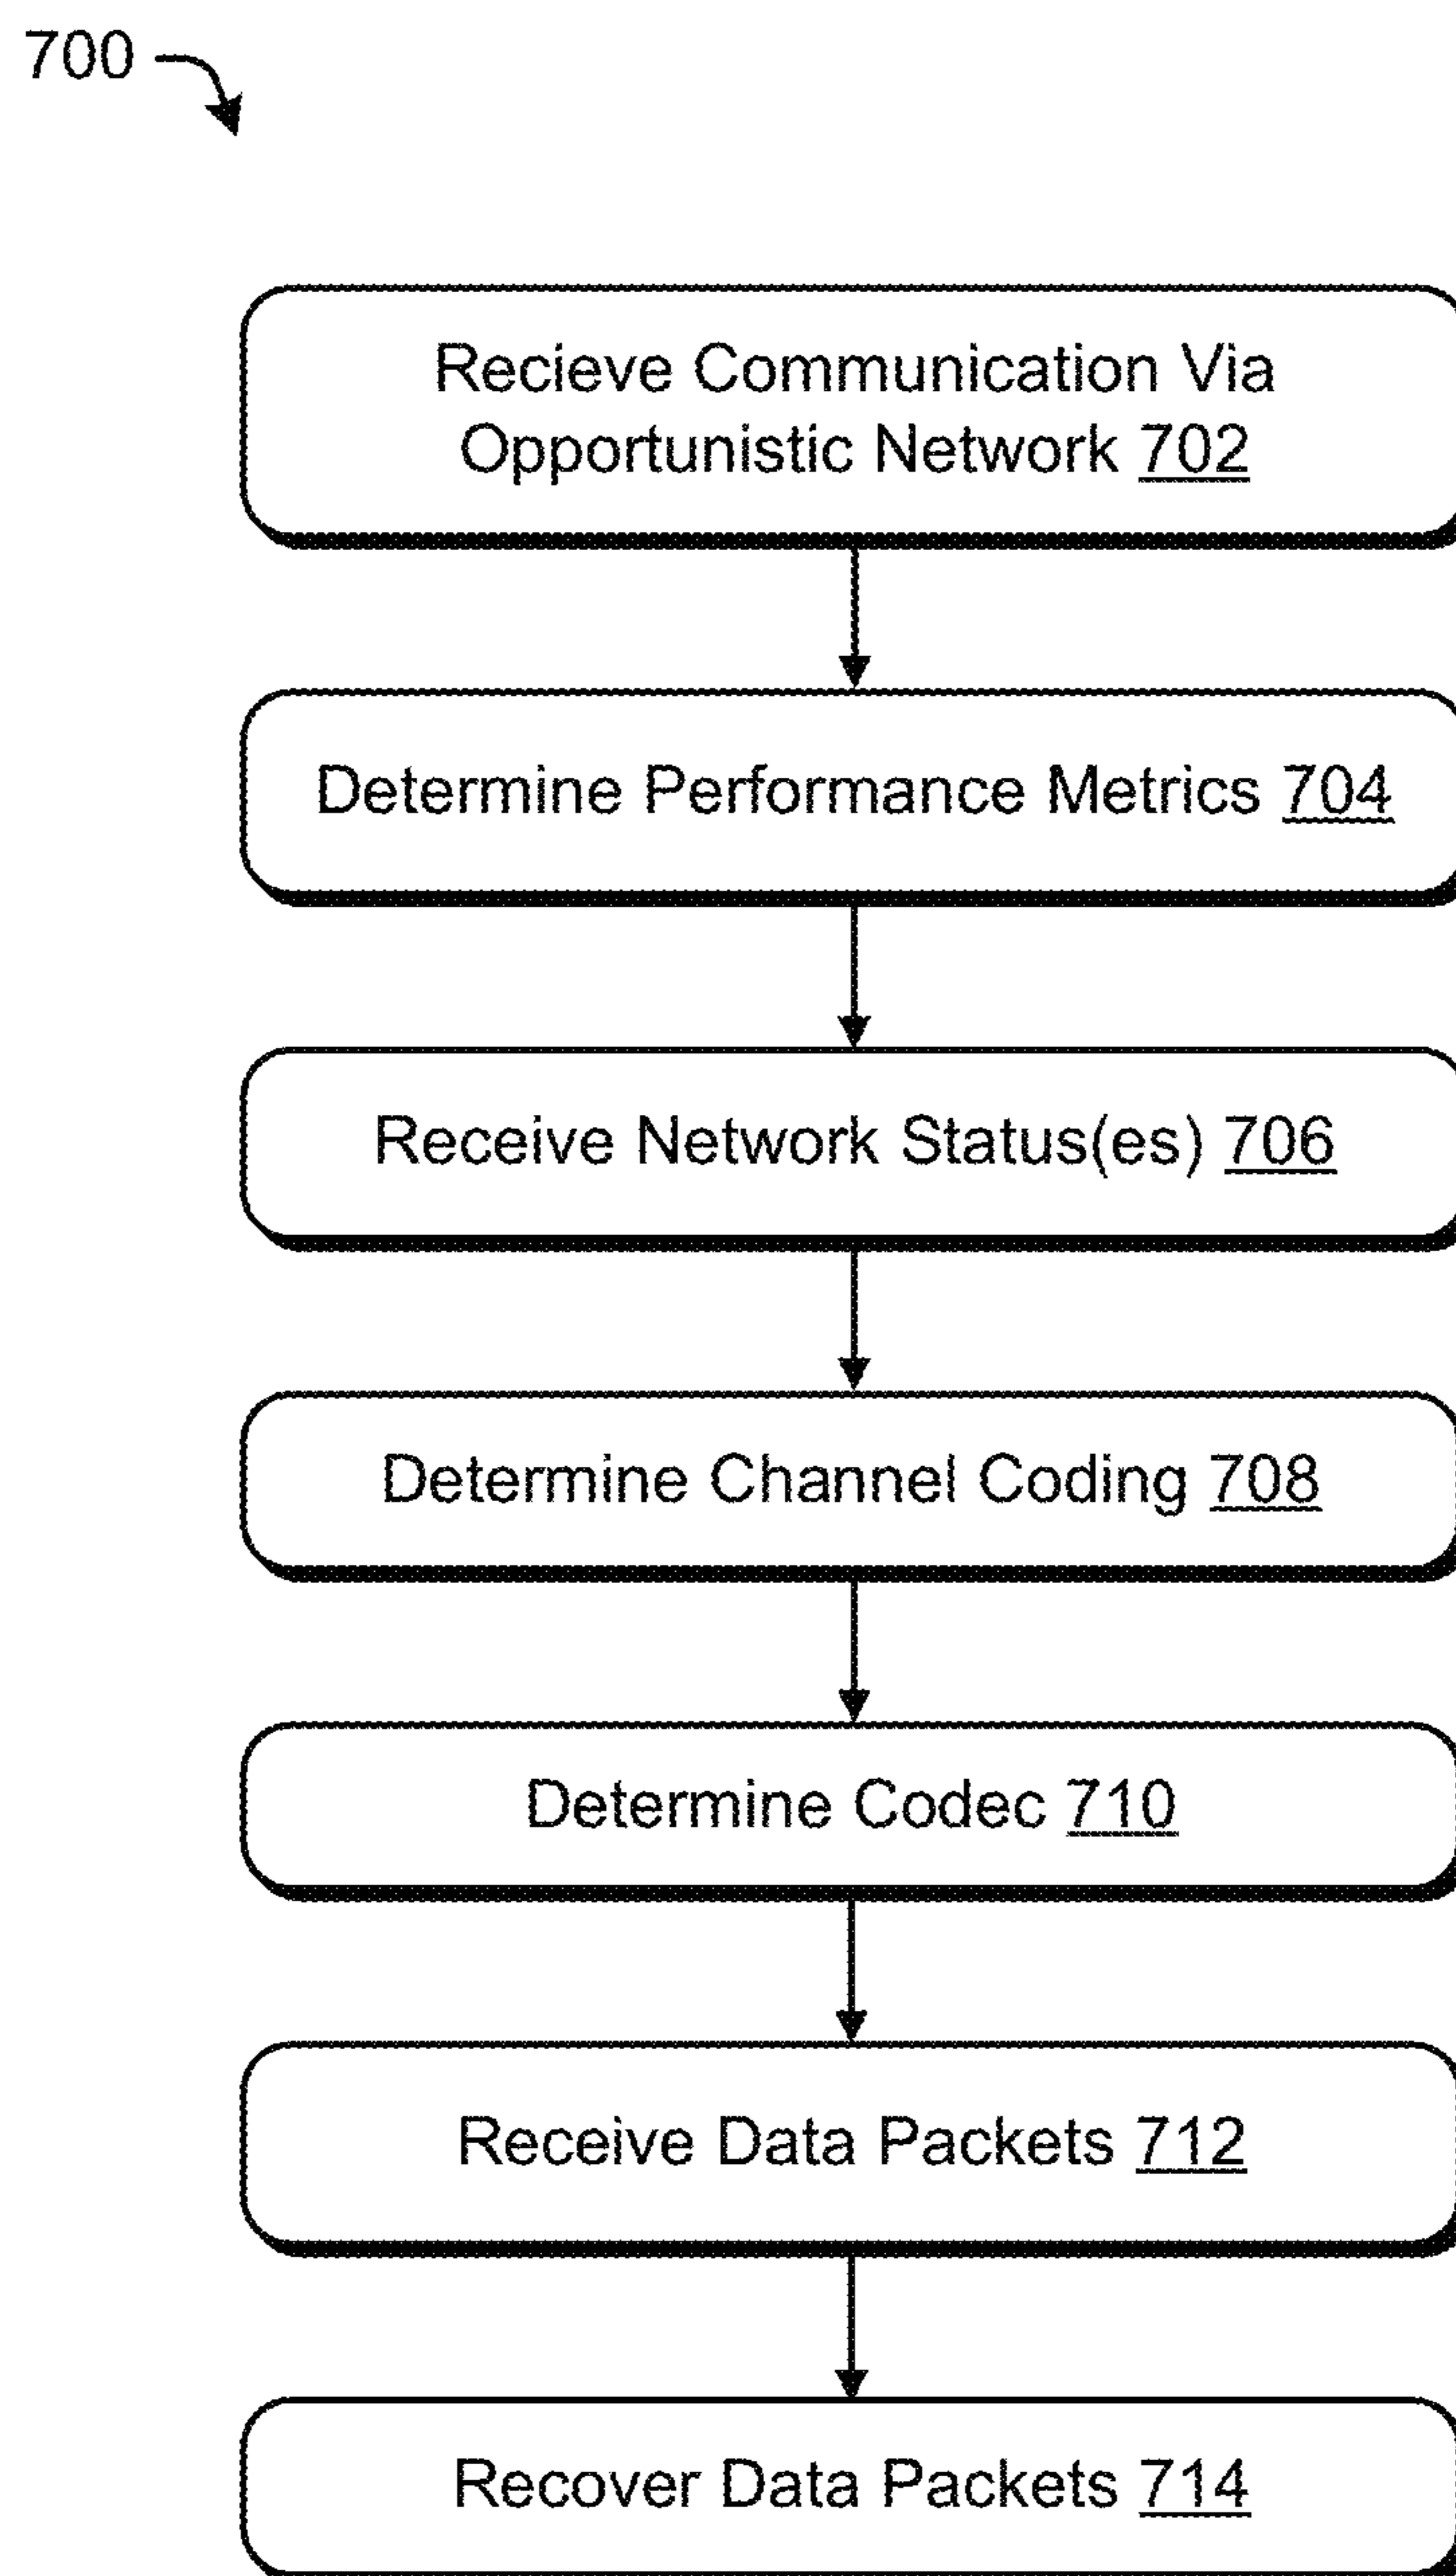 700
Recieve Communication Via
Opportunistic Network 702
Determine Performance Metrics 704
Receive Network Status(es) 706
Determine Channel Coding 708
Determine Codec 710
Receive Data Packets 712
Recover Data Packets 714